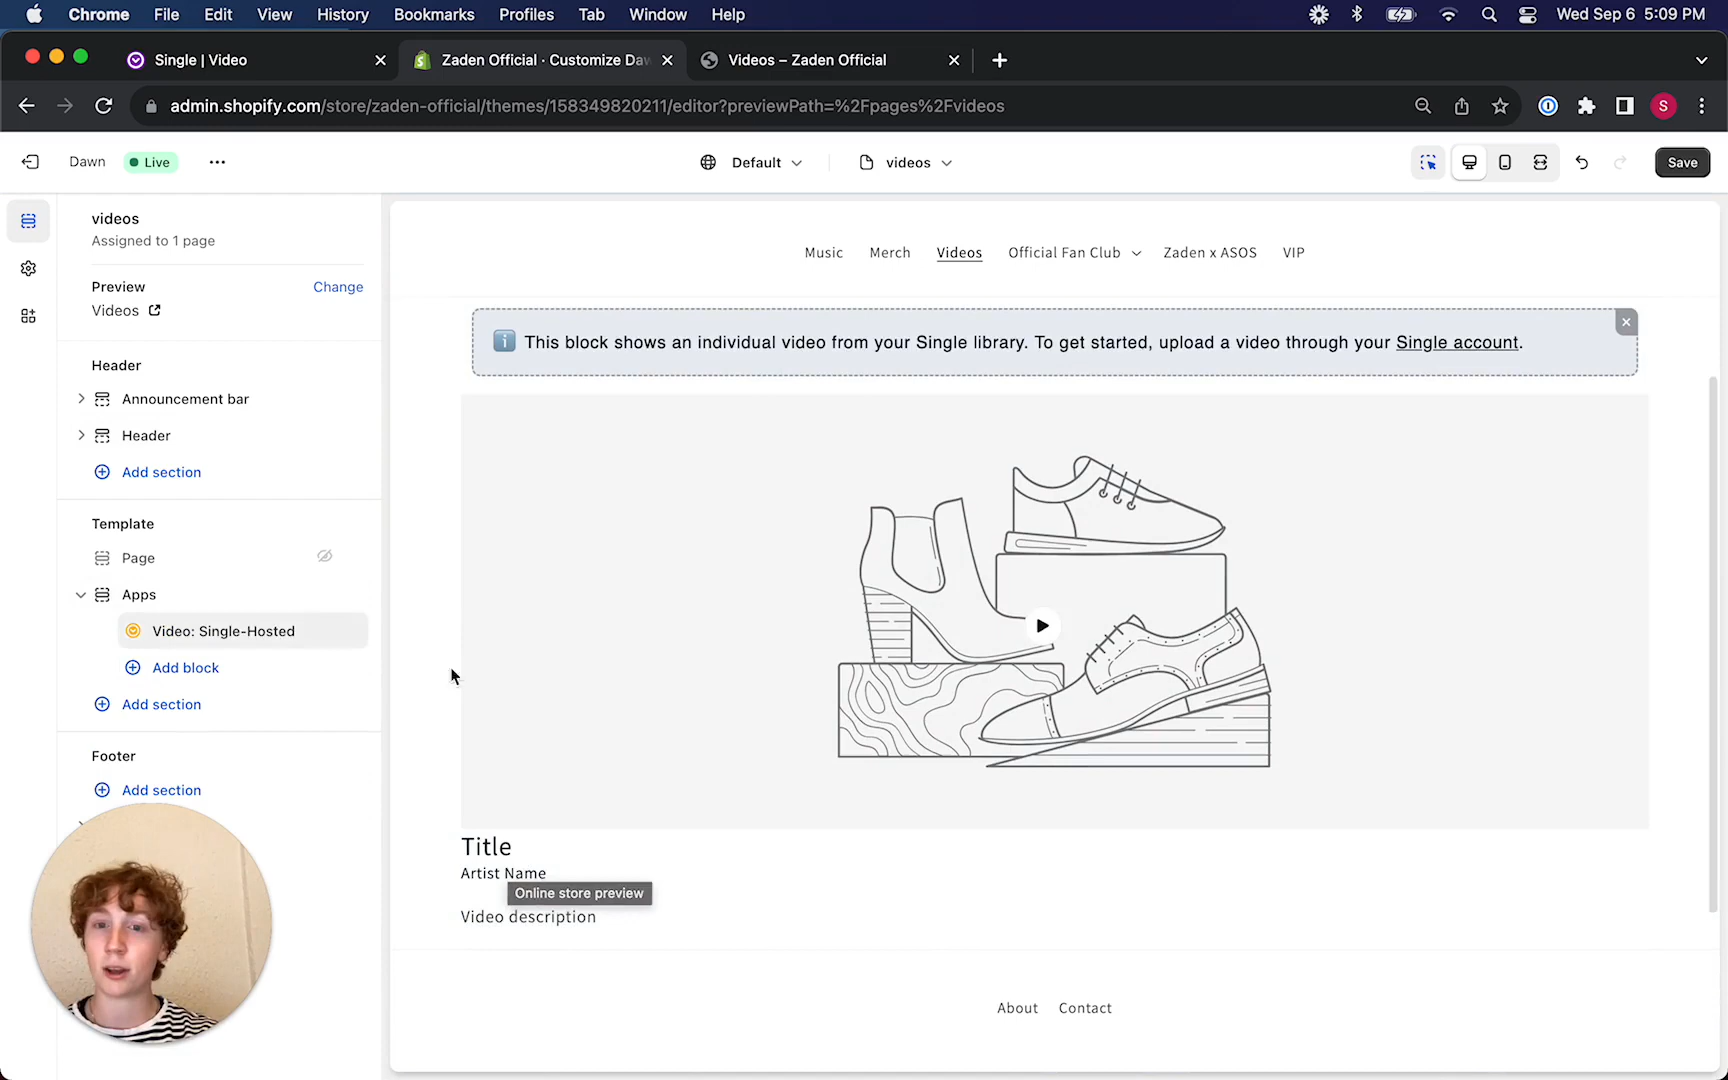 Chrome File Edit View History Bookmarks Profiles Tab Window Help Wed Sep 6 5:09 PM
Single | Video Zaden Official · Customize Daw Videos – Zaden Official
admin.shopify.com/store/zaden-official/themes/158349820211/editor?previewPath=%2Fpages%2Fvideos S
Dawn Live Default videos Save
videos
Assigned to 1 page
Preview Change
Videos
Header
Announcement bar
Header
Add section
Template
Page
Apps
Video: Single-Hosted
Add block
Add section
Footer
Add section
Music Merch Videos Official Fan Club Zaden x ASOS VIP
This block shows an individual video from your Single library. To get started, upload a video through your Single account.
Title
Artist Name
Online store preview
Video description
About Contact